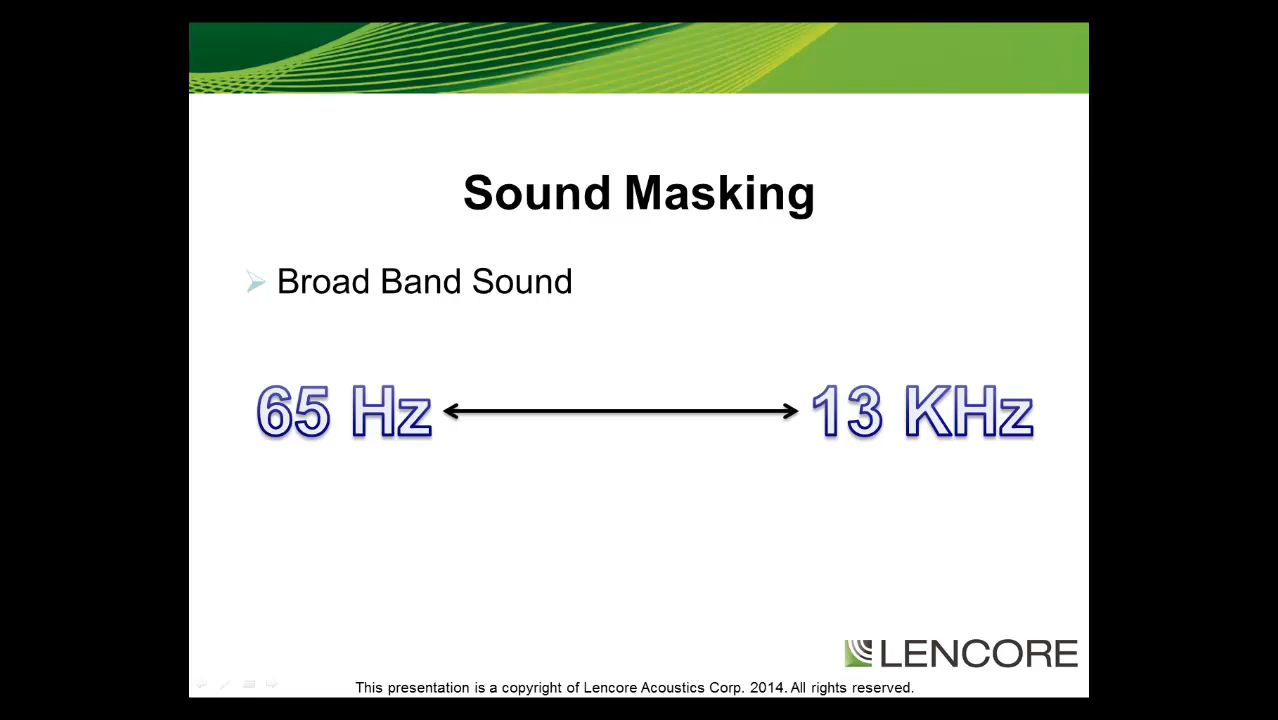 Sound Masking
Broad Band Sound
65 Hz 13 KHz
LENCORE
This presentation is a copyright of Lencore Acoustics Corp. 2014. All rights reserved.